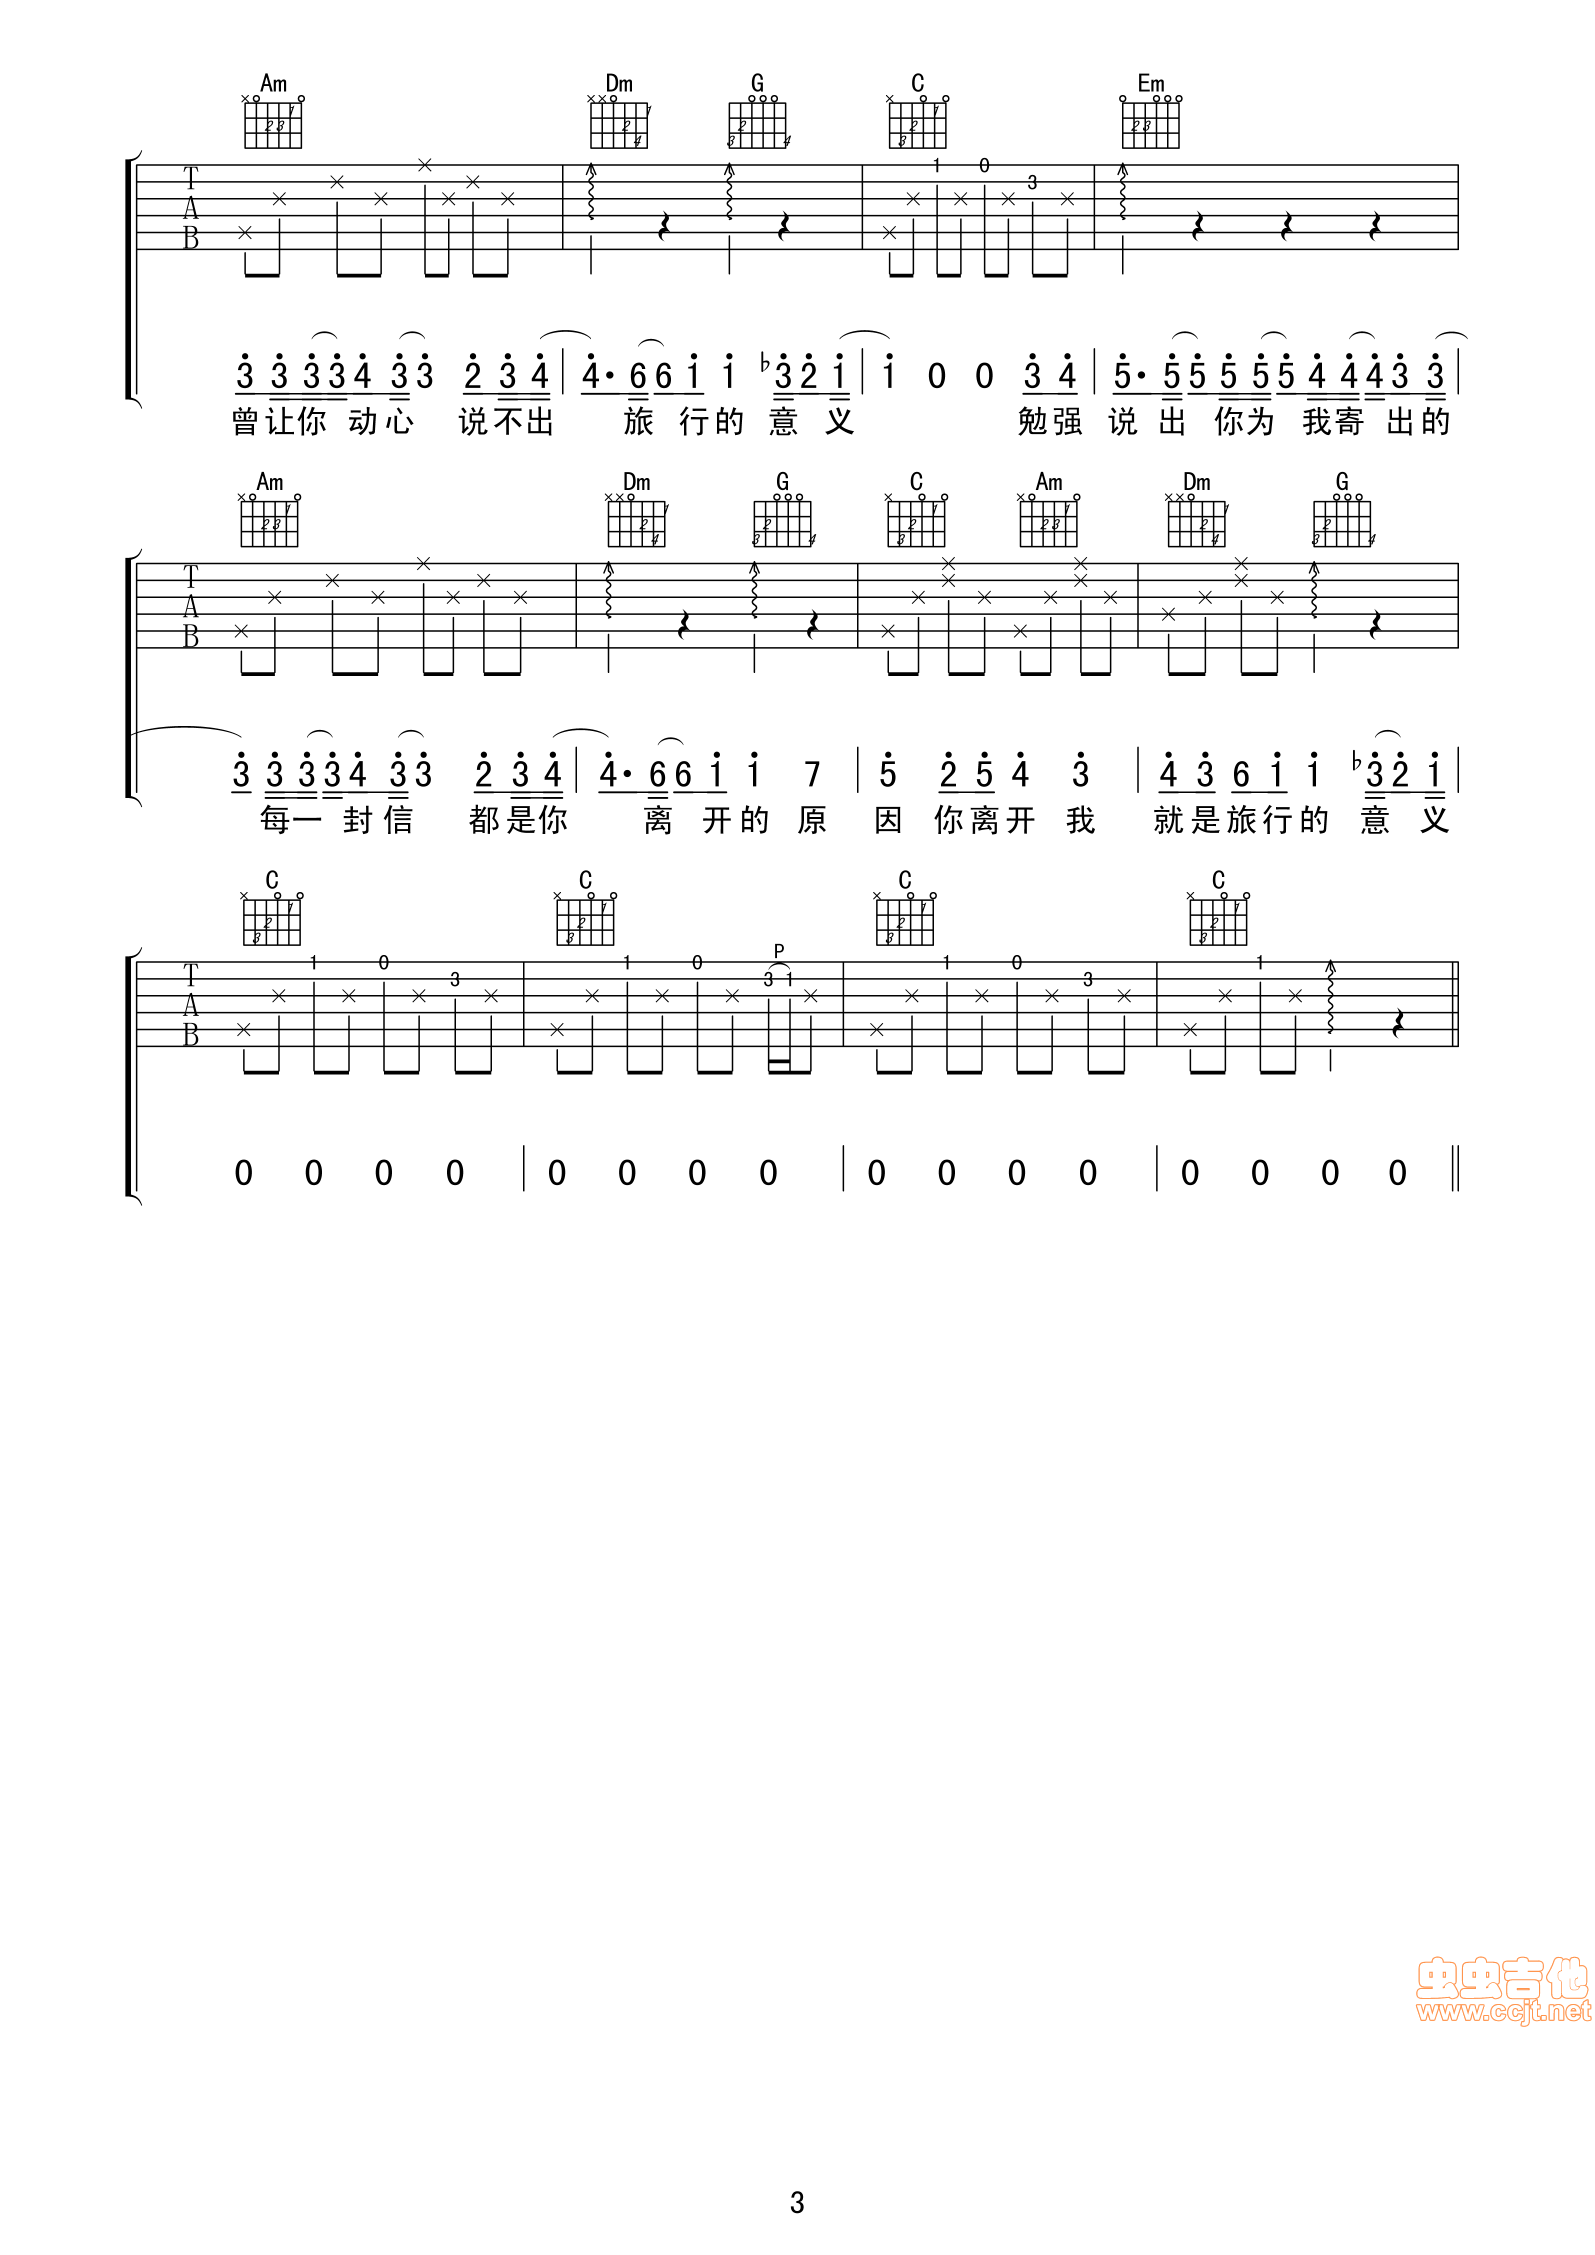 Am Dm G C Em
T 1 0
A 3
B
3 3 3 3 4 3 3 2 3 4 4· 6 6 1 1 ♭3 2 1 1 0 0 3 4 5· 5 5 5 5 5 4 4 4 3 3
曾让你 动心 说不出 旅 行的 意 义 勉强 说 出 你为 我寄 出的
Am Dm G C Am Dm G
T
A
B
3 3 3 3 4 3 3 2 3 4 4· 6 6 1 1 7 5 2 5 4 3 4 3 6 1 1 ♭3 2 1
每一 封信 都是你 离 开的 原 因 你离开 我 就是旅行的 意 义
C C C C
P
T 1 0 3 1 0 3 1 1 0 3 1
A
B
0 0 0 0 0 0 0 0 0 0 0 0 0 0 0 0
虫虫吉他
www.ccjt.net
3